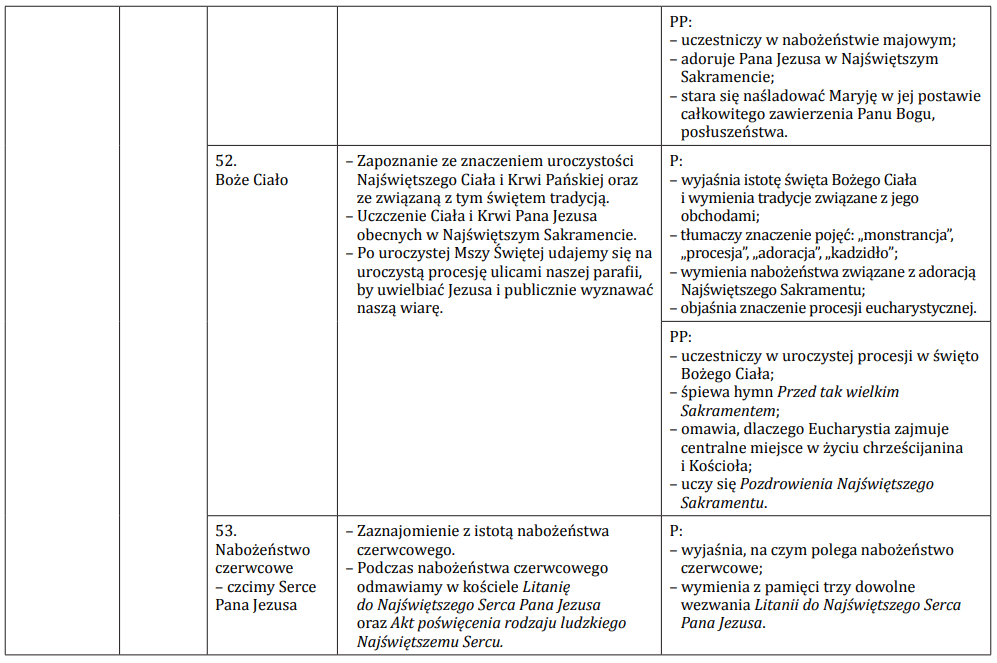 PP:
– uczestniczy w nabożeństwie majowym;
– adoruje Pana Jezusa w Najświętszym
Sakramencie;
– stara się naśladować Maryję w jej postawie
całkowitego zawierzenia Panu Bogu,
posłuszeństwa.
52.
Boże Ciało
– Zapoznanie ze znaczeniem uroczystości
Najświętszego Ciała i Krwi Pańskiej oraz
ze związaną z tym świętem tradycją.
– Uczczenie Ciała i Krwi Pana Jezusa
obecnych w Najświętszym Sakramencie.
– Po uroczystej Mszy Świętej udajemy się na
uroczystą procesję ulicami naszej parafii,
by uwielbiać Jezusa i publicznie wyznawać
naszą wiarę.
P:
– wyjaśnia istotę święta Bożego Ciała
i wymienia tradycje związane z jego
obchodami;
– tłumaczy znaczenie pojęć: „monstrancja”,
„procesja”, „adoracja”, „kadzidło”;
– wymienia nabożeństwa związane z adoracją
Najświętszego Sakramentu;
– objaśnia znaczenie procesji eucharystycznej.
PP:
– uczestniczy w uroczystej procesji w święto
Bożego Ciała;
– śpiewa hymn Przed tak wielkim
Sakramentem;
– omawia, dlaczego Eucharystia zajmuje
centralne miejsce w życiu chrześcijanina
i Kościoła;
– uczy się Pozdrowienia Najświętszego
Sakramentu.
53.
Nabożeństwo
czerwcowe
– czcimy Serce
Pana Jezusa
– Zaznajomienie z istotą nabożeństwa
czerwcowego.
– Podczas nabożeństwa czerwcowego
odmawiamy w kościele Litanię
do Najświętszego Serca Pana Jezusa
oraz Akt poświęcenia rodzaju ludzkiego
Najświętszemu Sercu.
P:
– wyjaśnia, na czym polega nabożeństwo
czerwcowe;
– wymienia z pamięci trzy dowolne
wezwania Litanii do Najświętszego Serca
Pana Jezusa.